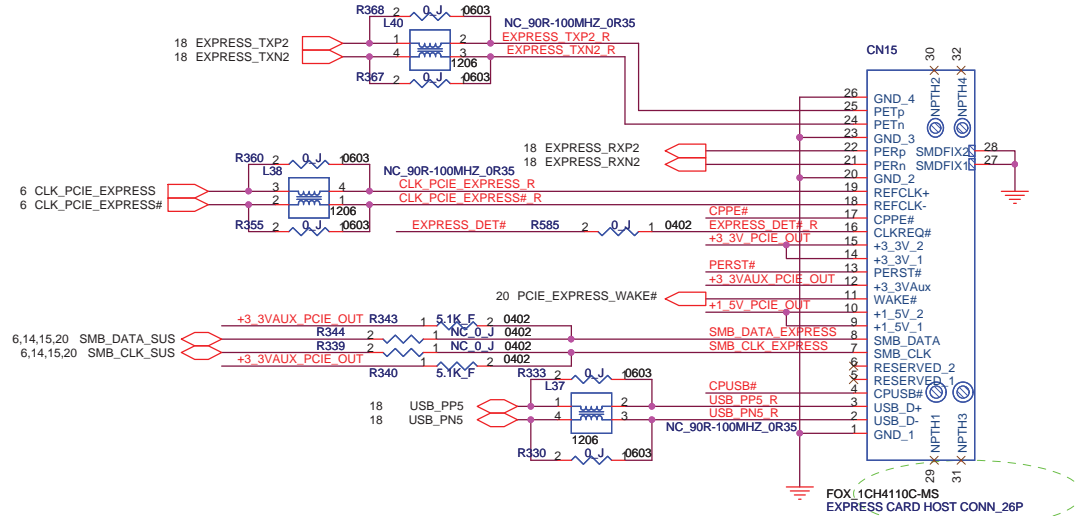 R368 2 0_J 1 0603
L40
NC_90R-100MHZ_0R35
18 EXPRESS_TXP2 1 2 EXPRESS_TXP2_R
18 EXPRESS_TXN2 4 3 EXPRESS_TXN2_R
1206
R367 2 0_J 1 0603
CN15
30 32
NPTH2 NPTH4
26 GND_4
25 PETp
24 PETn
23 GND_3
18 EXPRESS_RXP2 22 PERp SMDFIX2 28
18 EXPRESS_RXN2 21 PERn SMDFIX1 27
20 GND_2
R360 2 0_J 1 0603
L38
NC_90R-100MHZ_0R35
6 CLK_PCIE_EXPRESS 3 4 CLK_PCIE_EXPRESS_R 19 REFCLK+
6 CLK_PCIE_EXPRESS# 2 1 CLK_PCIE_EXPRESS#_R 18 REFCLK-
1206
R355 2 0_J 1 0603
CPPE# 17 CPPE#
EXPRESS_DET# R585 2 0_J 1 0402 EXPRESS_DET#_R 16 CLKREQ#
+3_3V_PCIE_OUT 15 +3_3V_2
14 +3_3V_1
PERST# 13 PERST#
+3_3VAUX_PCIE_OUT 12 +3_3VAux
20 PCIE_EXPRESS_WAKE# 11 WAKE#
+1_5V_PCIE_OUT 10 +1_5V_2
9 +1_5V_1
+3_3VAUX_PCIE_OUT R343 1 5.1K_F 2 0402
6,14,15,20 SMB_DATA_SUS R344 2 NC_0_J 1 0402 SMB_DATA_EXPRESS 8 SMB_DATA
6,14,15,20 SMB_CLK_SUS R339 2 NC_0_J 1 0402 SMB_CLK_EXPRESS 7 SMB_CLK
+3_3VAUX_PCIE_OUT R340 1 5.1K_F 2 0402
6 RESERVED_2
5 RESERVED_1
R333 2 0_J 1 0603
L37
CPUSB# 4 CPUSB#
18 USB_PP5 1 2 USB_PP5_R 3 USB_D+
18 USB_PN5 4 3 USB_PN5_R 2 USB_D-
NC_90R-100MHZ_0R35
1 GND_1
1206
R330 2 0_J 1 0603
NPTH1 NPTH3
29 31
FOX_1CH4110C-MS
EXPRESS CARD HOST CONN_26P